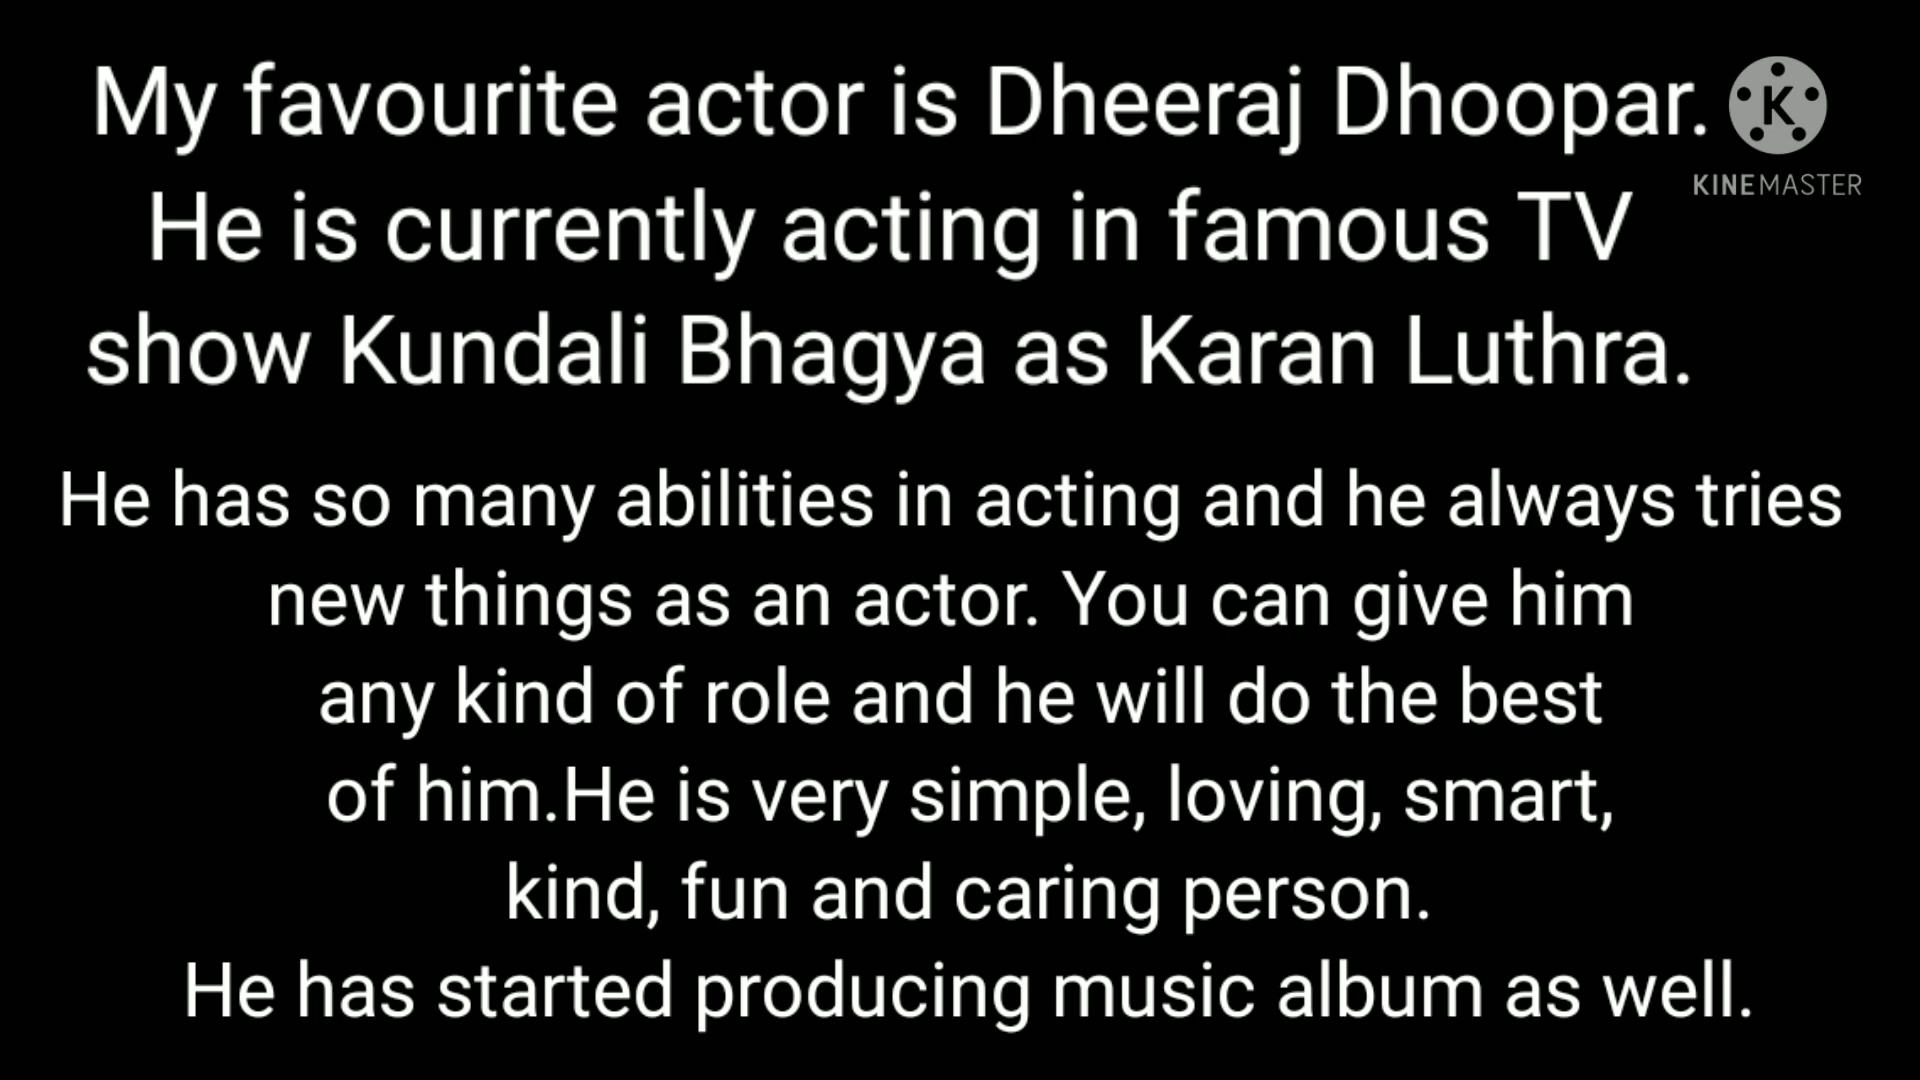 My favourite actor is Dheeraj Dhoopar.
He is currently acting in famous TV
show Kundali Bhagya as Karan Luthra.
K
KINEMASTER
He has so many abilities in acting and he always tries
new things as an actor. You can give him
any kind of role and he will do the best
of him.He is very simple, loving, smart,
kind, fun and caring person.
He has started producing music album as well.